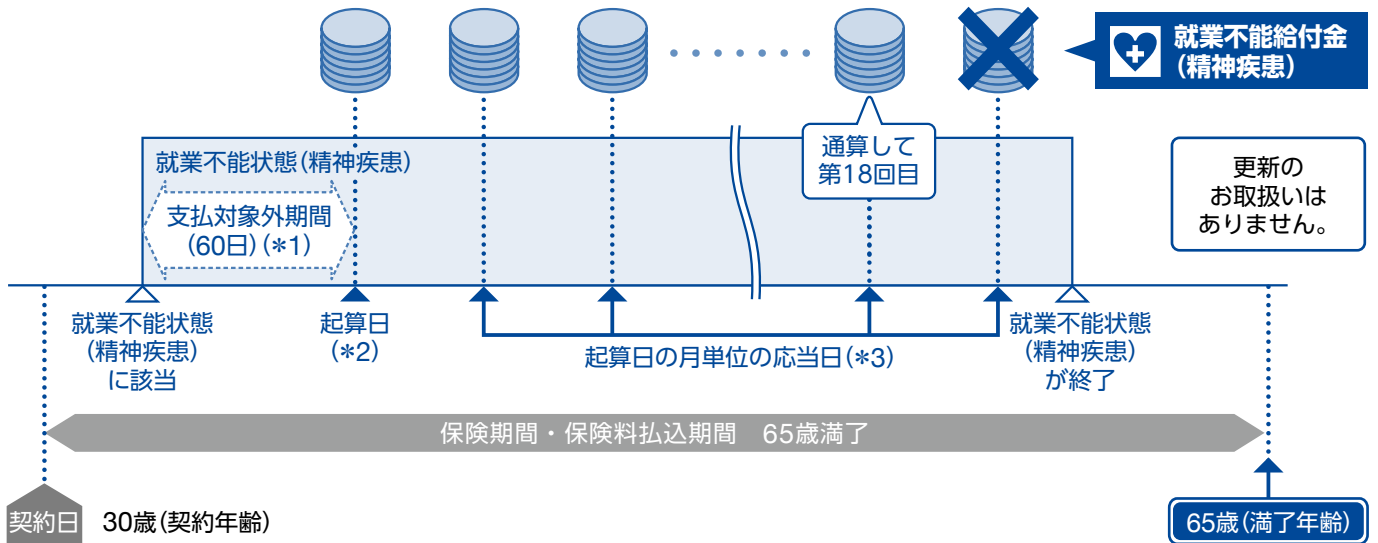 就業不能給付金
(精神疾患)
通算して
第18回目
就業不能状態(精神疾患)
支払対象外期間
(60日)(*1)
更新の
お取扱いは
ありません。
就業不能状態
(精神疾患)
に該当
起算日
(*2)
起算日の月単位の応当日(*3)
就業不能状態
(精神疾患)
が終了
保険期間・保険料払込期間 65歳満了
契約日 30歳(契約年齢)
65歳(満了年齢)